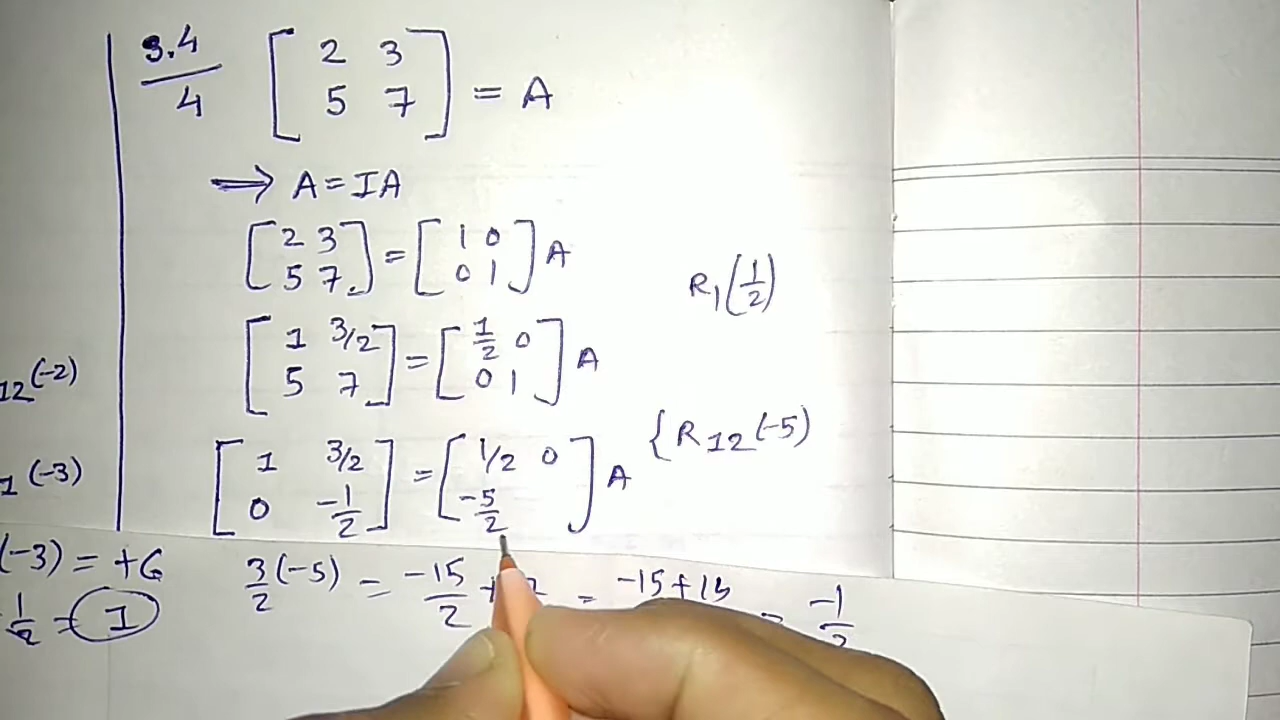 3.4/4 [2 3
5 7] = A
⇒ A = IA
[2 3
5 7] = [1 0
0 1] A
R1(1/2)
[1 3/2
5 7] = [1/2 0
0 1] A
12(-2)
{R12(-5)
[1 3/2
0 -1/2] = [1/2 0
-5/2 ] A
1(-3)
(-3) = +6
1/2 = 1
3/2(-5) = -15/2 + = -15+1 = -1/2